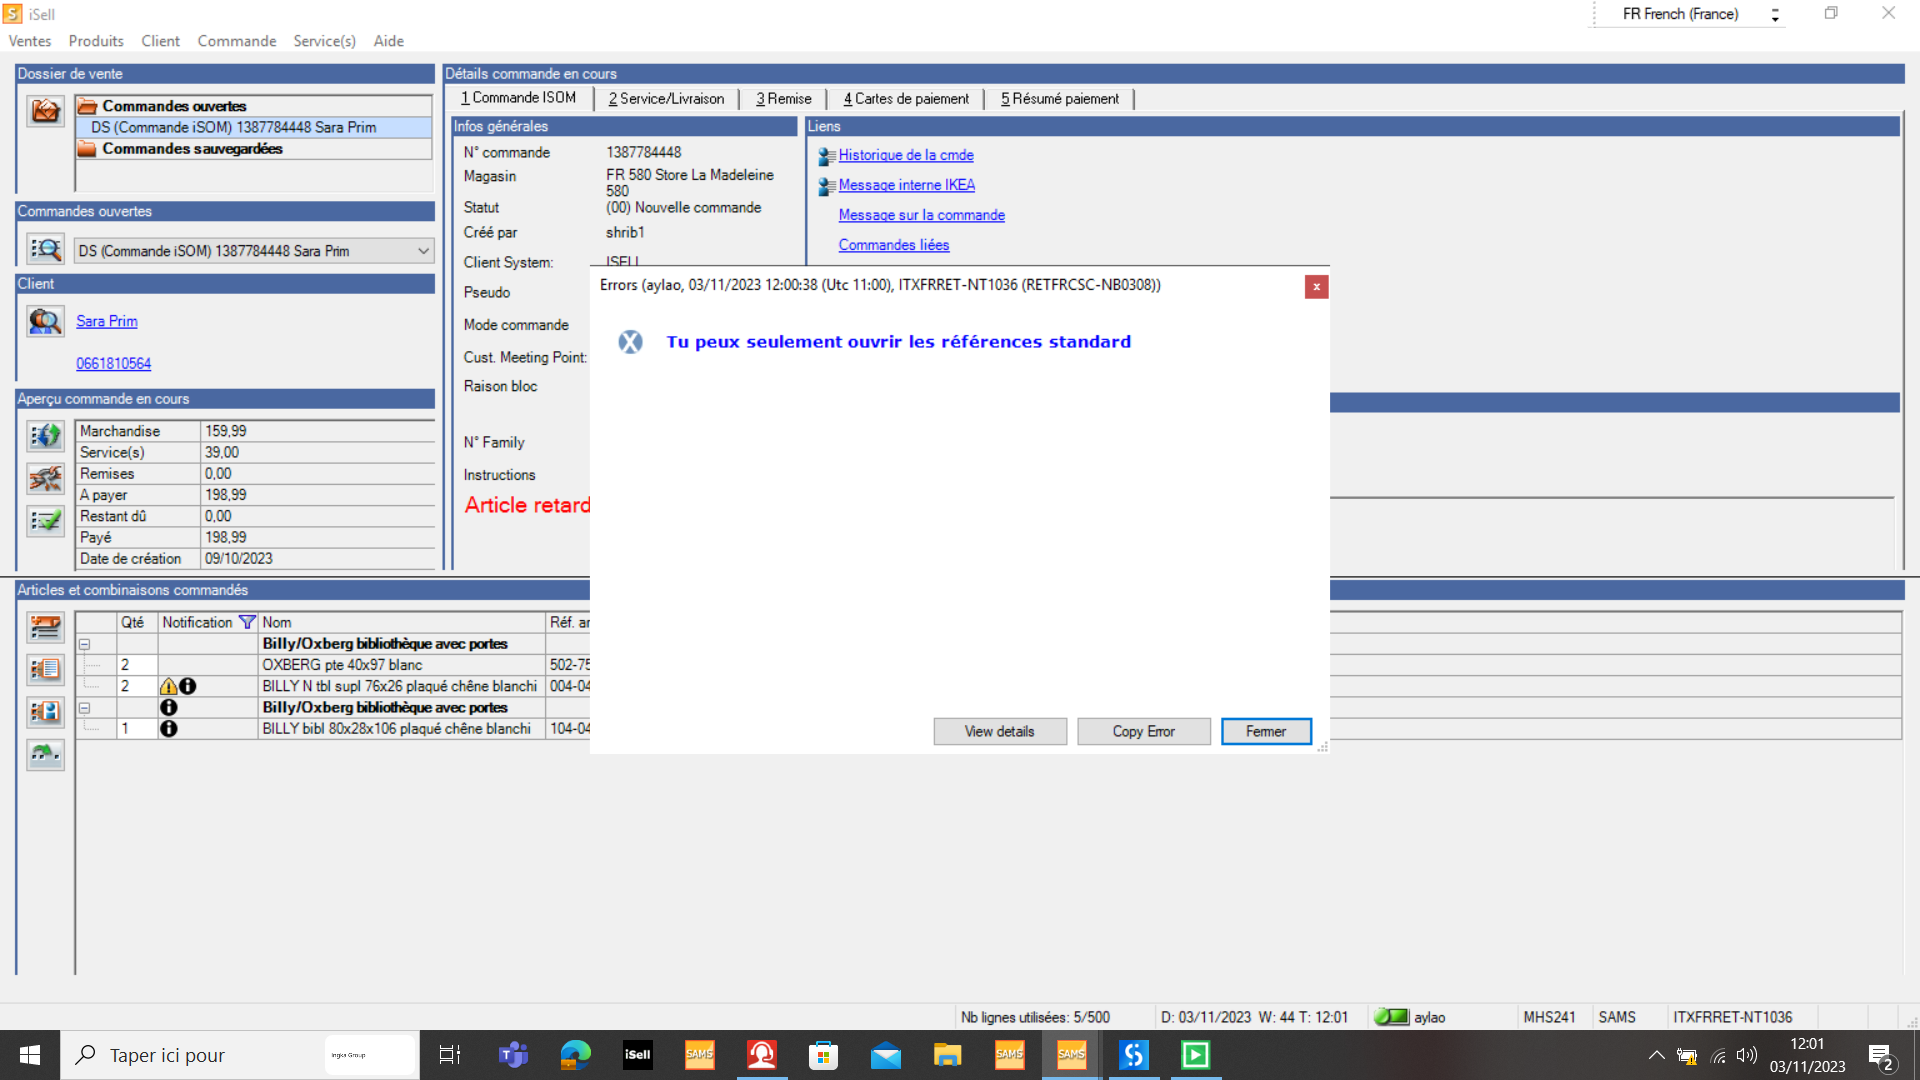 iSell
FR French (France)
Ventes Produits Client Commande Service(s) Aide
Dossier de vente
Commandes ouvertes
DS (Commande iSOM) 1387784448 Sara Prim
Commandes sauvegardées
Commandes ouvertes
DS (Commande iSOM) 1387784448 Sara Prim
Client
Sara Prim
0661810564
Aperçu commande en cours
Marchandise 159,99
Service(s) 39,00
Remises 0,00
A payer 198,99
Restant dû 0,00
Payé 198,99
Date de création 09/10/2023
Détails commande en cours
1 Commande ISOM 2 Service/Livraison 3 Remise 4 Cartes de paiement 5 Résumé paiement
Infos générales
N° commande 1387784448
Magasin FR 580 Store La Madeleine
580
Statut (00) Nouvelle commande
Créé par shrib1
Client System: ISELL
Pseudo
Mode commande
Cust. Meeting Point:
Raison bloc
N° Family
Instructions
Article retard
Liens
Historique de la cmde
Message interne IKEA
Message sur la commande
Commandes liées
Errors (aylao, 03/11/2023 12:00:38 (Utc 11:00), ITXFRRET-NT1036 (RETFRCSC-NB0308))
x
Tu peux seulement ouvrir les références standard
View details Copy Error Fermer
Articles et combinaisons commandés
Qté Notification Nom Réf. ar
Billy/Oxberg bibliothèque avec portes
2 OXBERG pte 40x97 blanc 502-75
2 BILLY N tbl supl 76x26 plaqué chêne blanchi 004-04
Billy/Oxberg bibliothèque avec portes
1 BILLY bibl 80x28x106 plaqué chêne blanchi 104-04
Nb lignes utilisées: 5/500 D: 03/11/2023 W: 44 T: 12:01 aylao MHS241 SAMS ITXFRRET-NT1036
Taper ici pour
Ingka Group
iSell
SAMS
SAMS
SAMS
12:01
03/11/2023
2